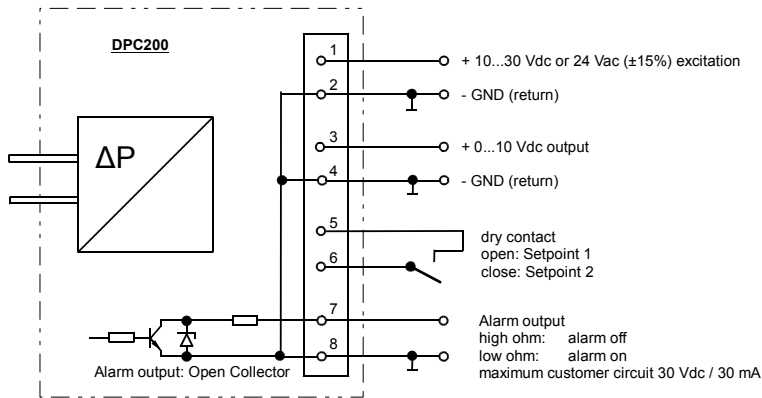 DPC200
ΔP
1
+ 10...30 Vdc or 24 Vac (±15%) excitation
2
- GND (return)
3
+ 0...10 Vdc output
4
- GND (return)
5
6
dry contact
open: Setpoint 1
close: Setpoint 2
7
8
Alarm output: Open Collector
Alarm output
high ohm: alarm off
low ohm: alarm on
maximum customer circuit 30 Vdc / 30 mA